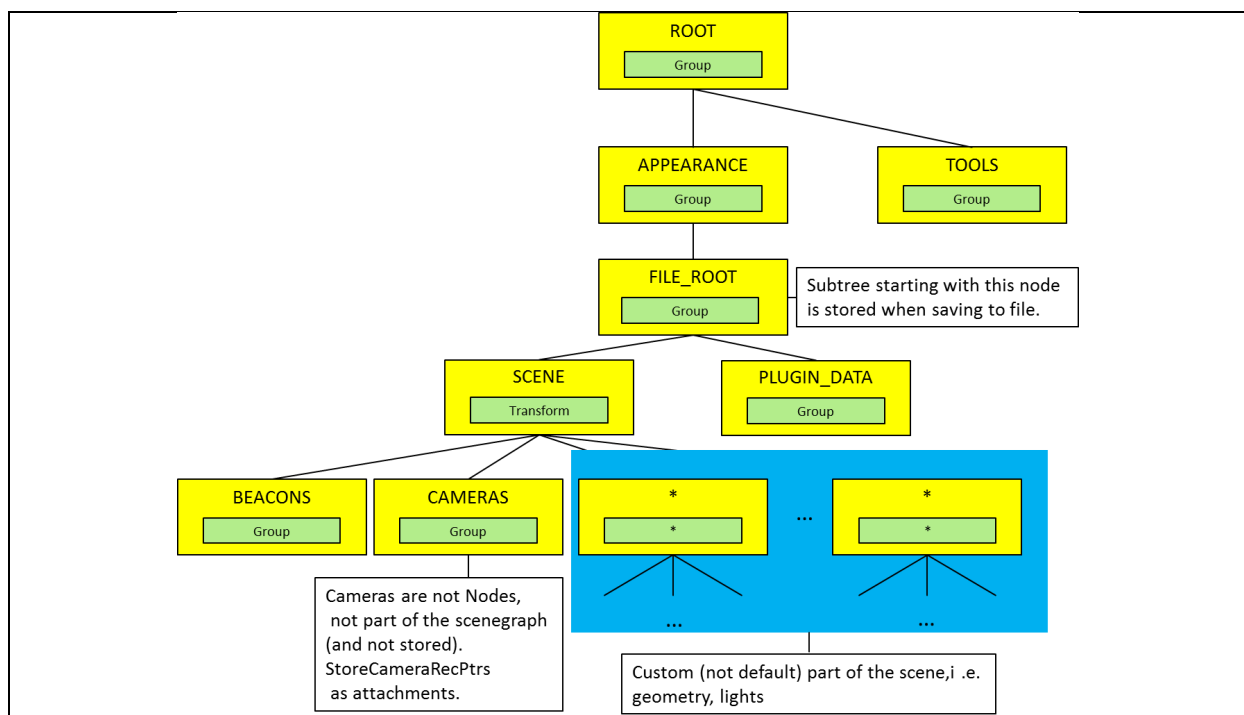 ROOT
Group
APPEARANCE
Group
TOOLS
Group
FILE_ROOT
Group
Subtree starting with this node
is stored when saving to file.
SCENE
Transform
PLUGIN_DATA
Group
BEACONS
Group
CAMERAS
Group
*
*
...
*
*
...
...
Cameras are not Nodes,
not part of the scenegraph
(and not stored).
StoreCameraRecPtrs
as attachments.
Custom (not default) part of the scene,i .e.
geometry, lights